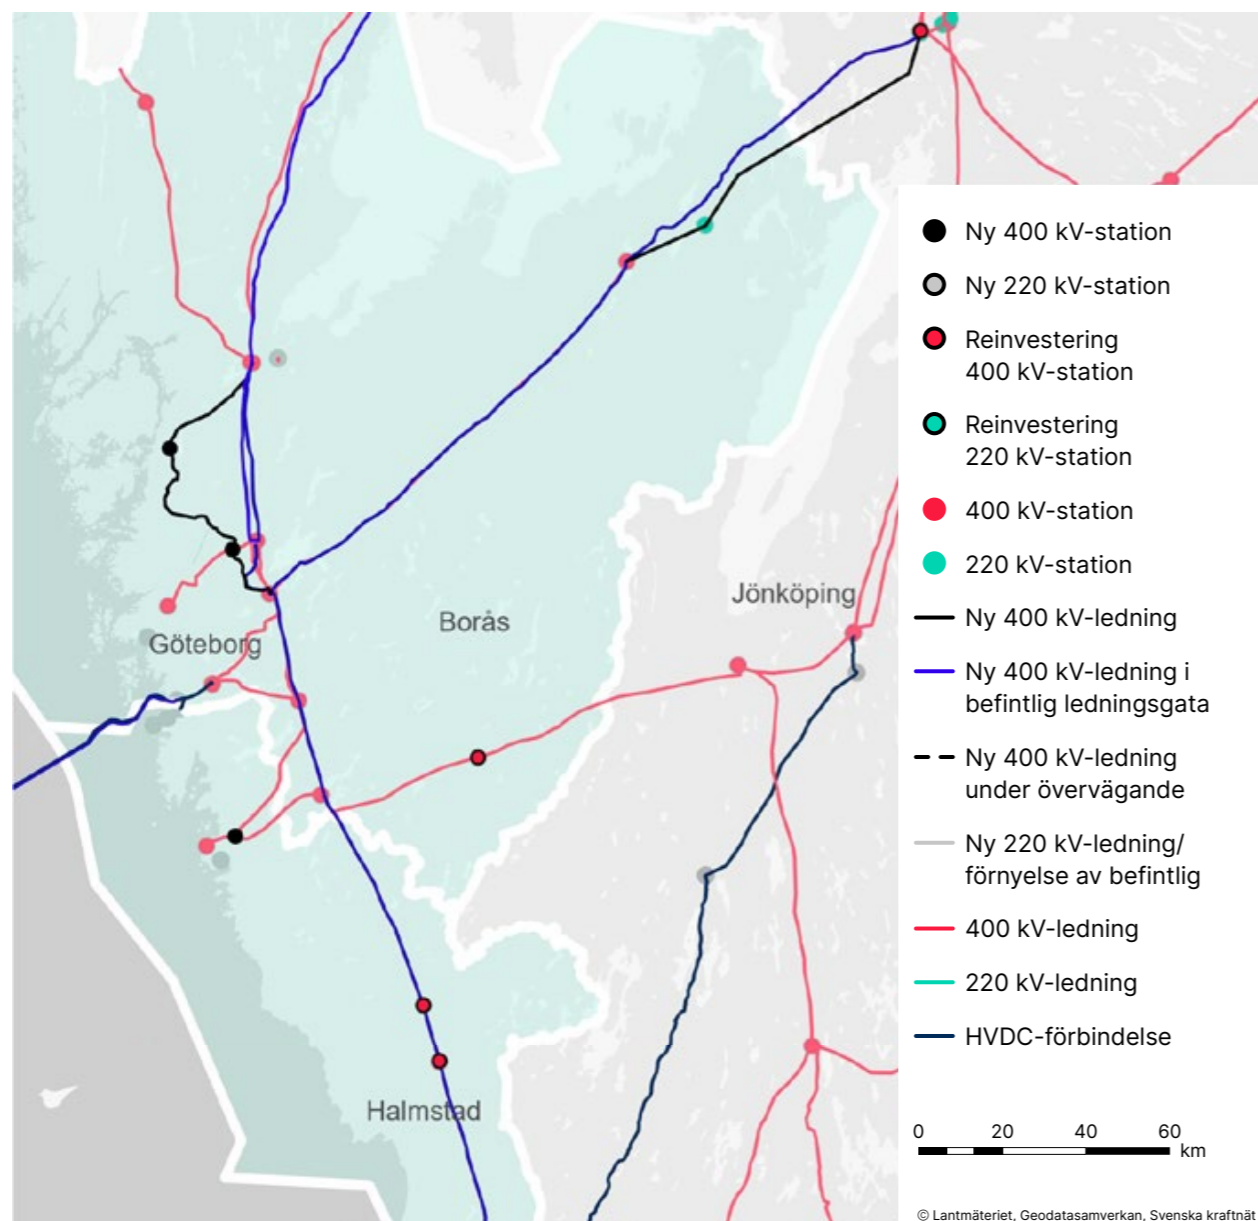 Ny 400 kV-station
Ny 220 kV-station
Reinvestering
400 kV-station
Reinvestering
220 kV-station
400 kV-station
220 kV-station
Jönköping
Borås
Göteborg
Ny 400 kV-ledning
Ny 400 kV-ledning i
befintlig ledningsgata
Ny 400 kV-ledning
under övervägande
Ny 220 kV-ledning/
förnyelse av befintlig
400 kV-ledning
220 kV-ledning
HVDC-förbindelse
Halmstad
0 20 40 60
km
© Lantmäteriet, Geodatasamverkan, Svenska kraftnät